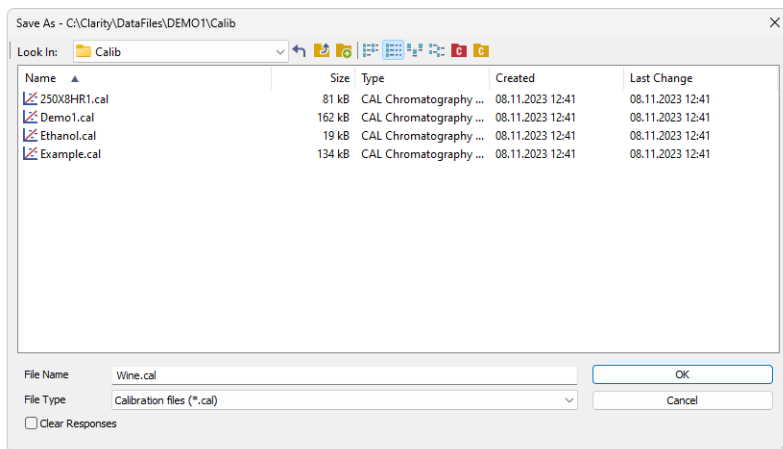 Save As - C:\Clarity\DataFiles\DEMO1\Calib
Look In: Calib
Name Size Type Created Last Change
250X8HR1.cal 81 kB CAL Chromatography ... 08.11.2023 12:41 08.11.2023 12:41
Demo1.cal 162 kB CAL Chromatography ... 08.11.2023 12:41 08.11.2023 12:41
Ethanol.cal 19 kB CAL Chromatography ... 08.11.2023 12:41 08.11.2023 12:41
Example.cal 134 kB CAL Chromatography ... 08.11.2023 12:41 08.11.2023 12:41
File Name Wine.cal OK
File Type Calibration files (*.cal) Cancel
Clear Responses